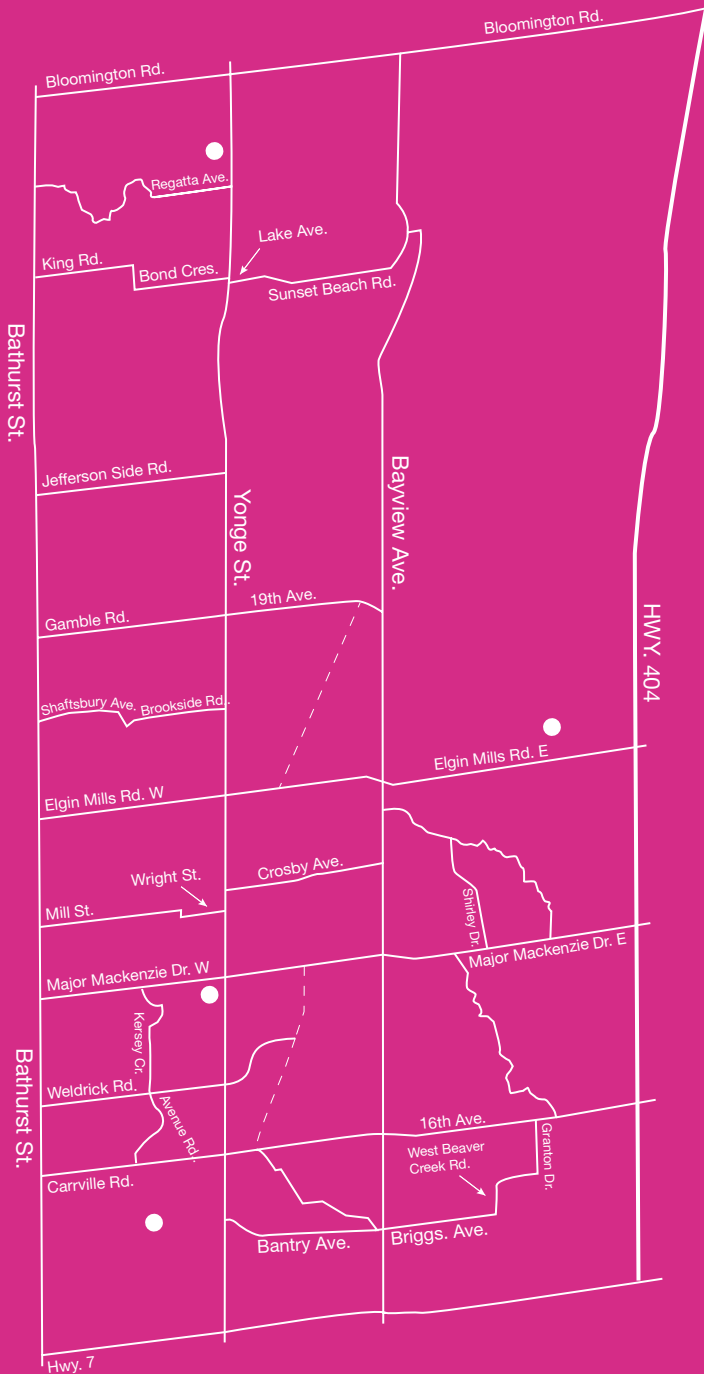 Bloomington Rd.
Bloomington Rd.
Regatta Ave.
Lake Ave.
King Rd.
Bond Cres.
Sunset Beach Rd.
Bathurst St.
Jefferson Side Rd.
Bayview Ave.
Yonge St.
19th Ave.
Gamble Rd.
HWY. 404
Shaftsbury Ave.
Brookside Rd..
Elgin Mills Rd. E
Elgin Mills Rd. W
Crosby Ave.
Wright St.
Mill St.
Shirley Dr.
Major Mackenzie Dr. E
Major Mackenzie Dr. W
Kersey Cr.
Bathurst St.
Weldrick Rd.
Avenue Rd.
16th Ave.
Granton Dr.
West Beaver
Creek Rd.
Carrville Rd.
Bantry Ave.
Briggs. Ave.
Hwy. 7